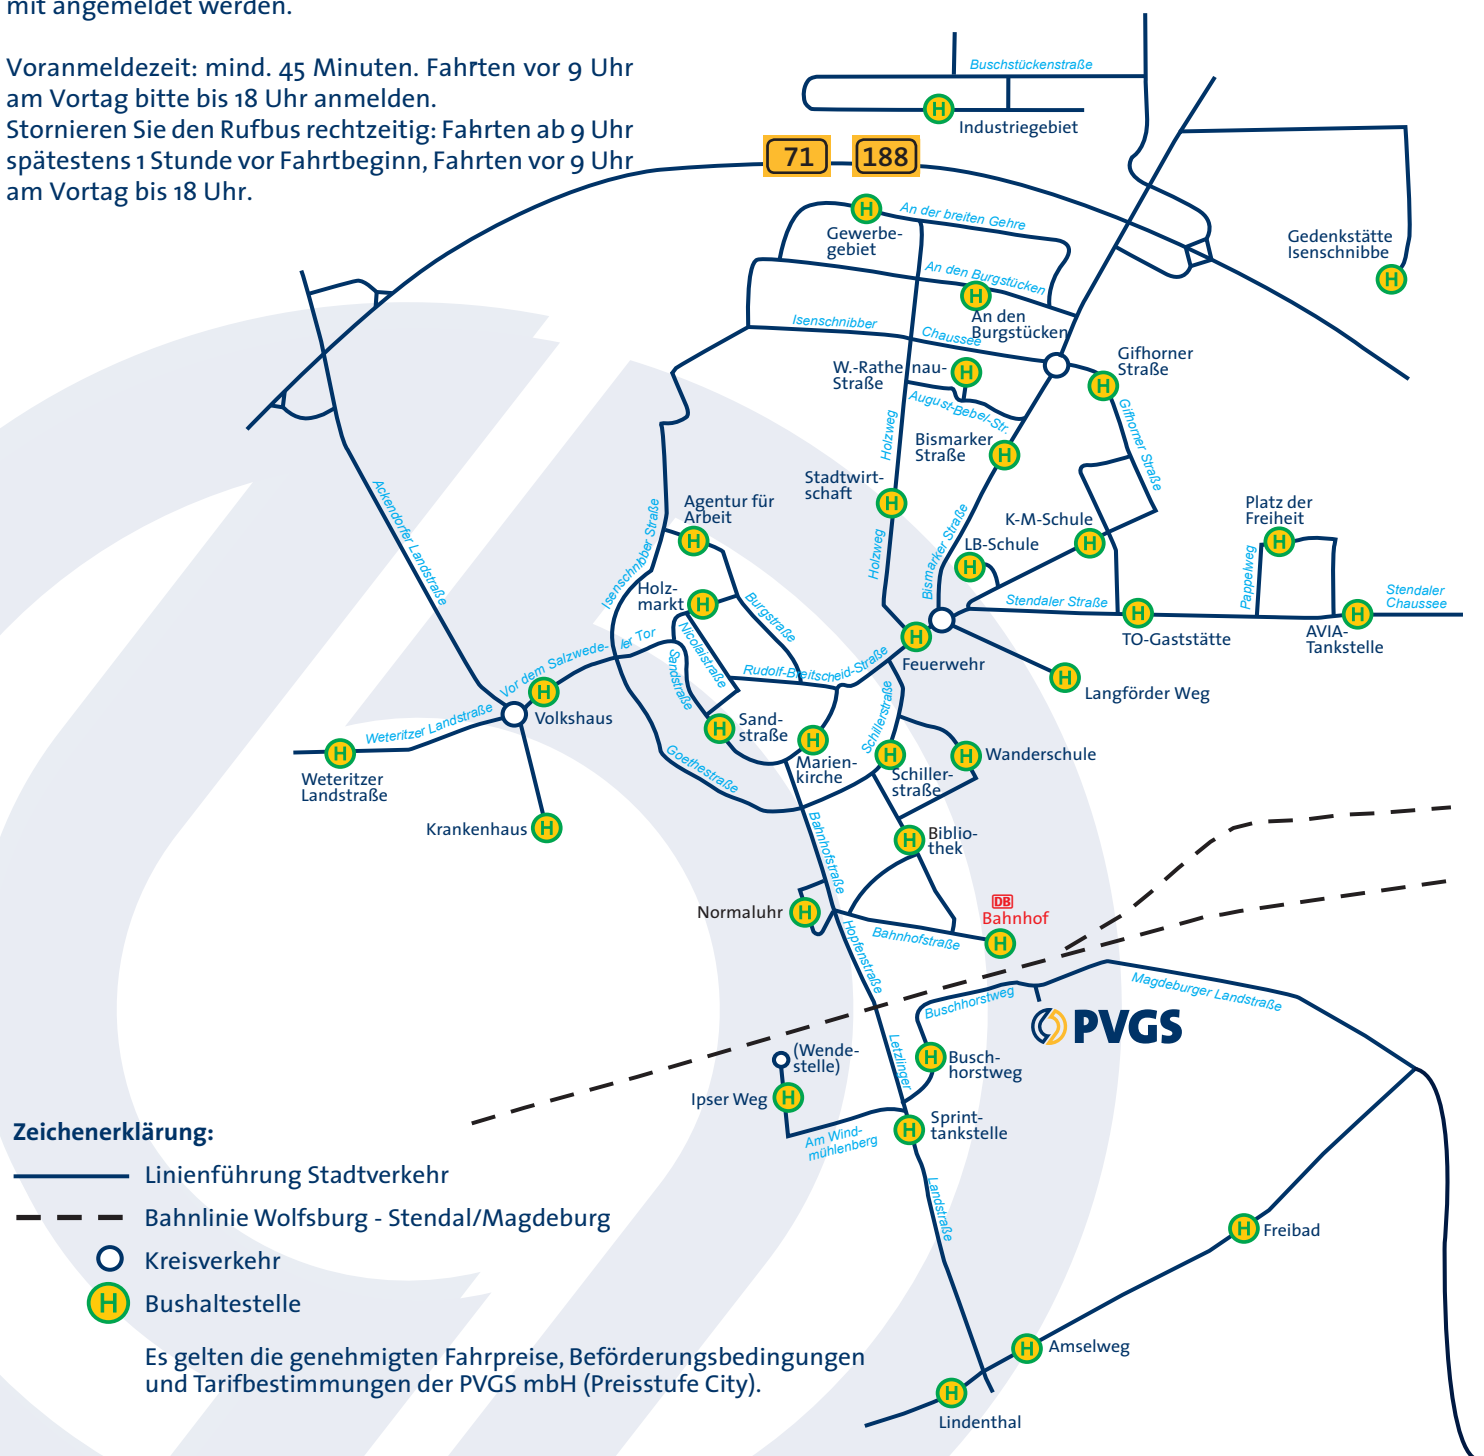 mit angemeldet werden.
Voranmeldezeit: mind. 45 Minuten. Fahrten vor 9 Uhr
am Vortag bitte bis 18 Uhr anmelden.
Stornieren Sie den Rufbus rechtzeitig: Fahrten ab 9 Uhr
spätestens 1 Stunde vor Fahrtbeginn, Fahrten vor 9 Uhr
am Vortag bis 18 Uhr.
Buschstückenstraße
H
Industriegebiet
71
188
H
Gewerbe-
gebiet
An der breiten Gehre
Gedenkstätte
Isenschnibbe
H
An den Burgstücken
H
An den
Burgstücken
Isenschnibber
Chaussee
W.-Rathenau-
Straße
H
Gifhorner
Straße
H
August-Bebel-Str.
Gifhorner Straße
Holzweg
Bismarker
Straße
H
Stadtwirt-
schaft
H
Ackendorfer Landstraße
Agentur für
Arbeit
H
Isenschnibber Straße
Holzweg
Bismarker Straße
K-M-Schule
H
LB-Schule
H
Platz der
Freiheit
H
Pappelweg
Stendaler
Chaussee
Holz-
markt
H
Burgstraße
Stendaler Straße
H
TO-Gaststätte
H
AVIA-
Tankstelle
Nicolaistraße
Sandstraße
Vor dem Salzwede- ler Tor
H
Feuerwehr
Rudolf-Breitscheid-Straße
H
Langförder Weg
H
Volkshaus
Weteritzer Landstraße
H
Weteritzer
Landstraße
H
Sand-
straße
H
Marien-
kirche
Schillerstraße
H
Schiller-
straße
H
Wanderschule
Goethestraße
Krankenhaus
H
Bahnhofstraße
H
Biblio-
thek
Normaluhr
H
DB
Bahnhof
H
Bahnhofstraße
Hopfenstraße
Buschhorstweg
Magdeburger Landstraße
PVGS
Letzlinger
H
Busch-
horstweg
(Wende-
stelle)
Ipser Weg
H
Am Wind-
mühlenberg
H
Sprint-
tankstelle
Landstraße
H
Freibad
H
Amselweg
H
Lindenthal
Zeichenerklärung:
Linienführung Stadtverkehr
Bahnlinie Wolfsburg - Stendal/Magdeburg
Kreisverkehr
H
Bushaltestelle
Es gelten die genehmigten Fahrpreise, Beförderungsbedingungen
und Tarifbestimmungen der PVGS mbH (Preisstufe City).